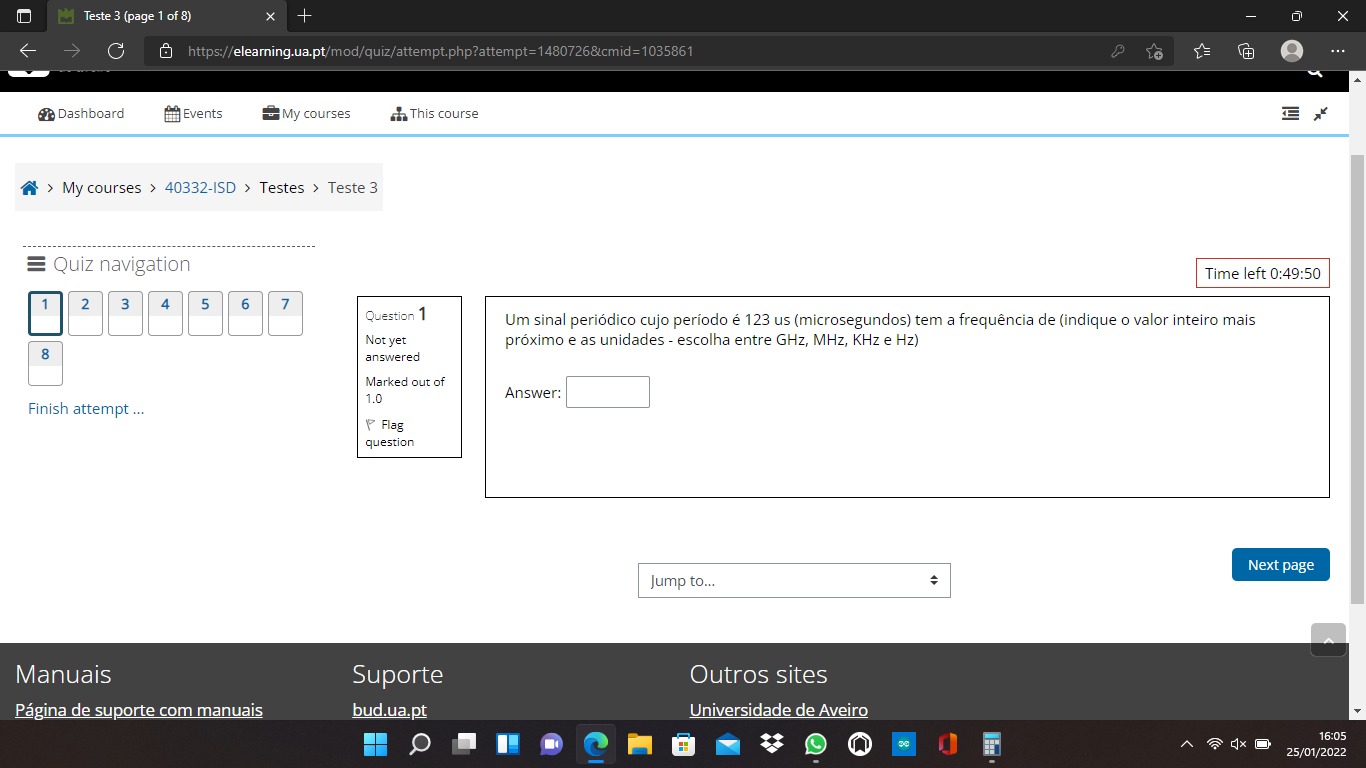 Teste 3 (page 1 of 8)
https://elearning.ua.pt/mod/quiz/attempt.php?attempt=1480726&cmid=1035861
Dashboard Events My courses This course
> My courses > 40332-ISD > Testes > Teste 3
Quiz navigation
1 2 3 4 5 6 7
8
Finish attempt ...
Time left 0:49:50
Question 1
Not yet
answered
Marked out of
1.0
Flag
question
Um sinal periódico cujo período é 123 us (microsegundos) tem a frequência de (indique o valor inteiro mais
próximo e as unidades - escolha entre GHz, MHz, KHz e Hz)
Answer:
Next page
Jump to...
Manuais
Página de suporte com manuais
Suporte
bud.ua.pt
Outros sites
Universidade de Aveiro
16:05
25/01/2022